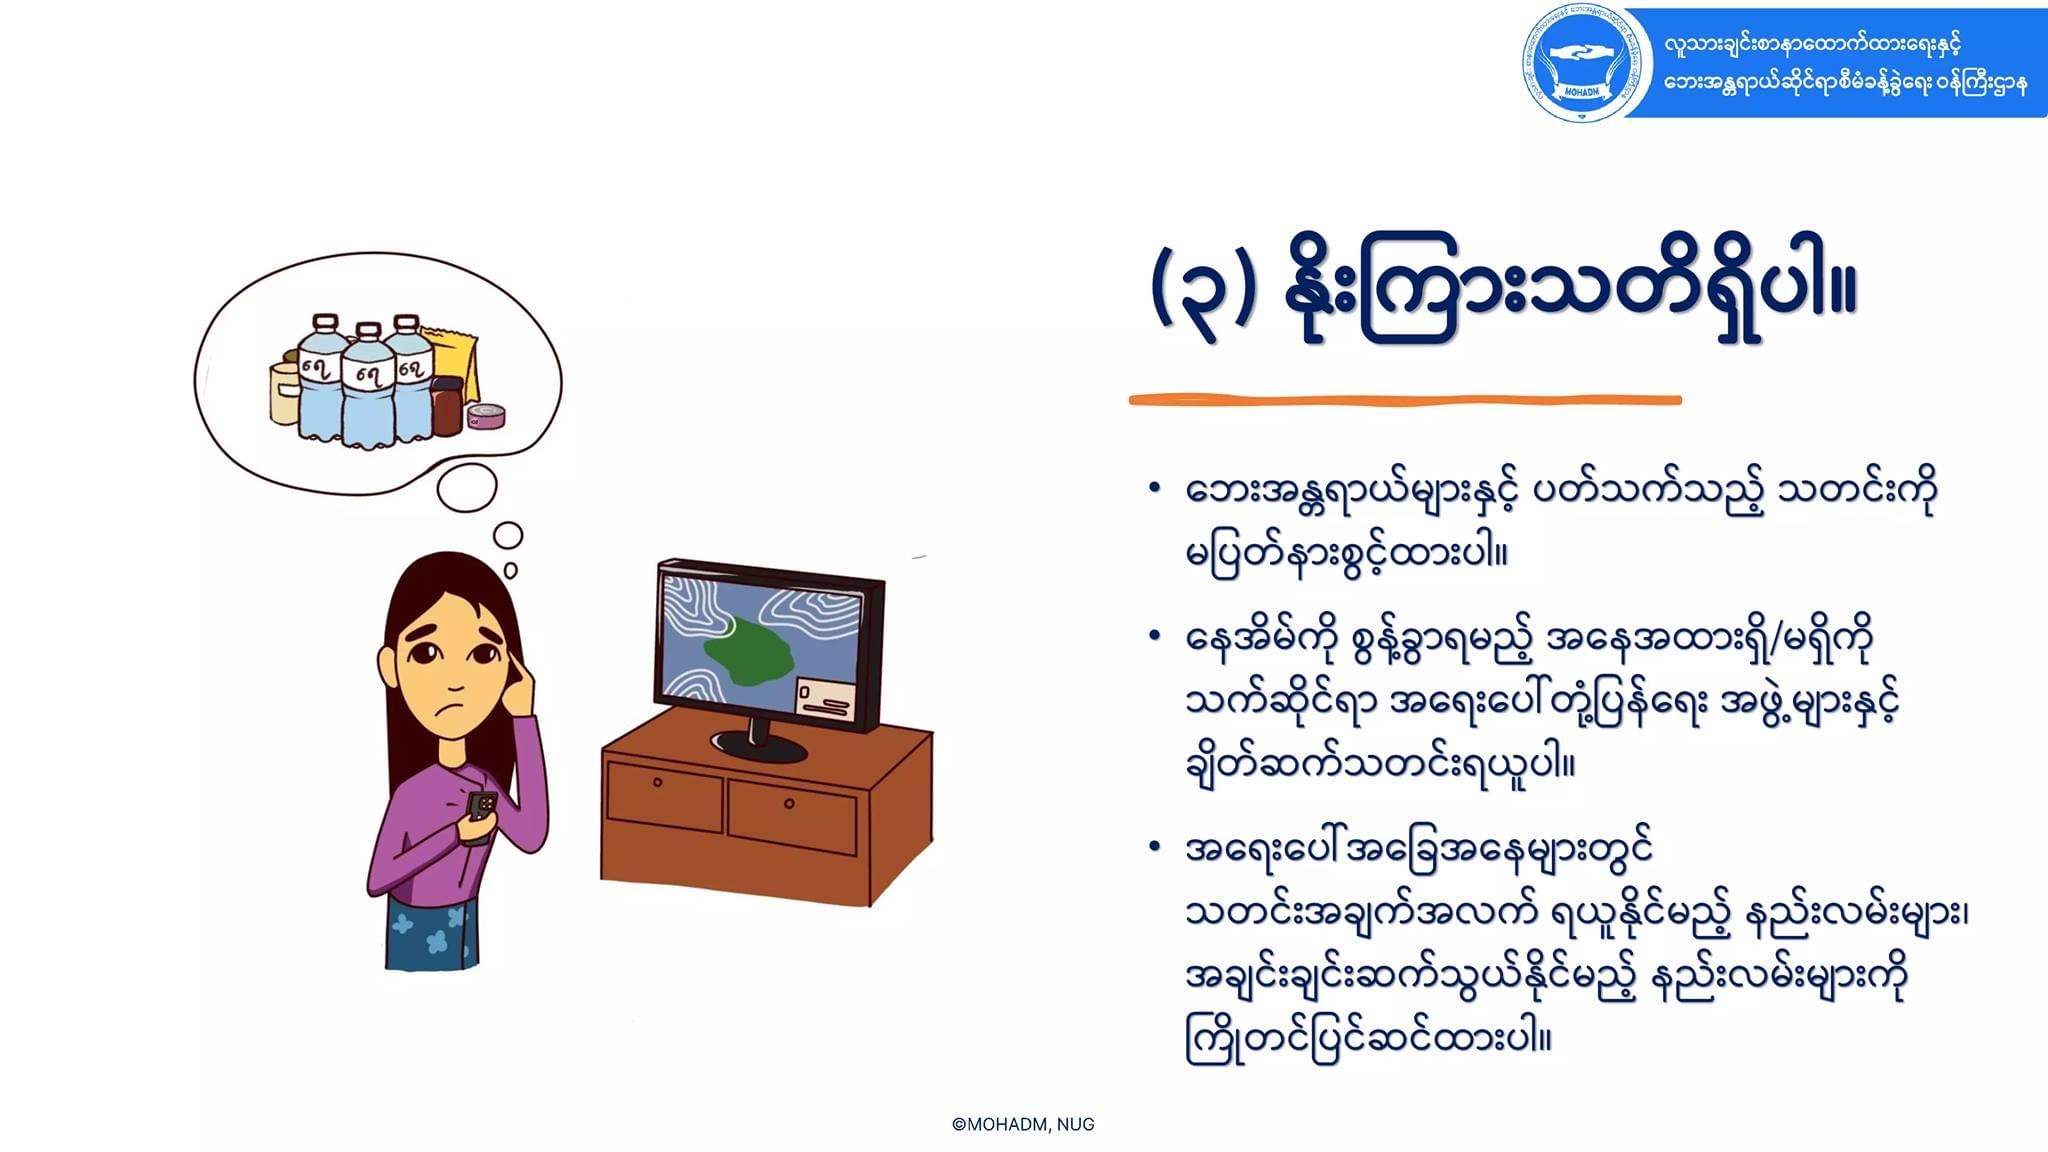 လူသားချင်းစာနာထောက်ထားရေးနှင့်
ဘေးအန္တရာယ်ဆိုင်ရာစီမံခန့်ခွဲရေး ဝန်ကြီးဌာန
MOHADM
(၃) နိုးကြားသတိရှိပါ။
ရေ
ရေ
ရေ
• ဘေးအန္တရာယ်များနှင့် ပတ်သက်သည့် သတင်းကို
မပြတ်နားစွင့်ထားပါ။
• နေအိမ်ကို စွန့်ခွာရမည့် အနေအထားရှိ/မရှိကို
သက်ဆိုင်ရာ အရေးပေါ်တုံ့ပြန်ရေး အဖွဲ့များနှင့်
ချိတ်ဆက်သတင်းရယူပါ။
• အရေးပေါ်အခြေအနေများတွင်
သတင်းအချက်အလက် ရယူနိုင်မည့် နည်းလမ်းများ၊
အချင်းချင်းဆက်သွယ်နိုင်မည့် နည်းလမ်းများကို
ကြိုတင်ပြင်ဆင်ထားပါ။
©MOHADM, NUG